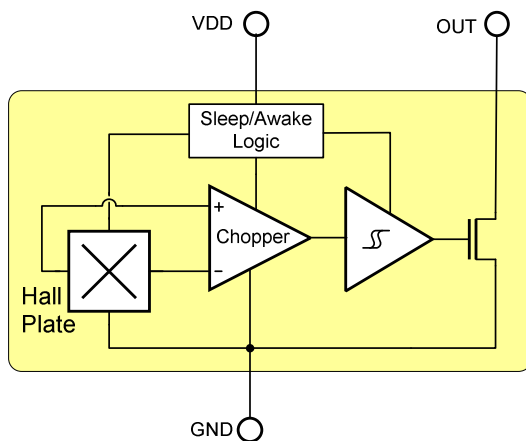 VDD
OUT
Sleep/Awake
Logic
+
Chopper
−
Hall
Plate
GND